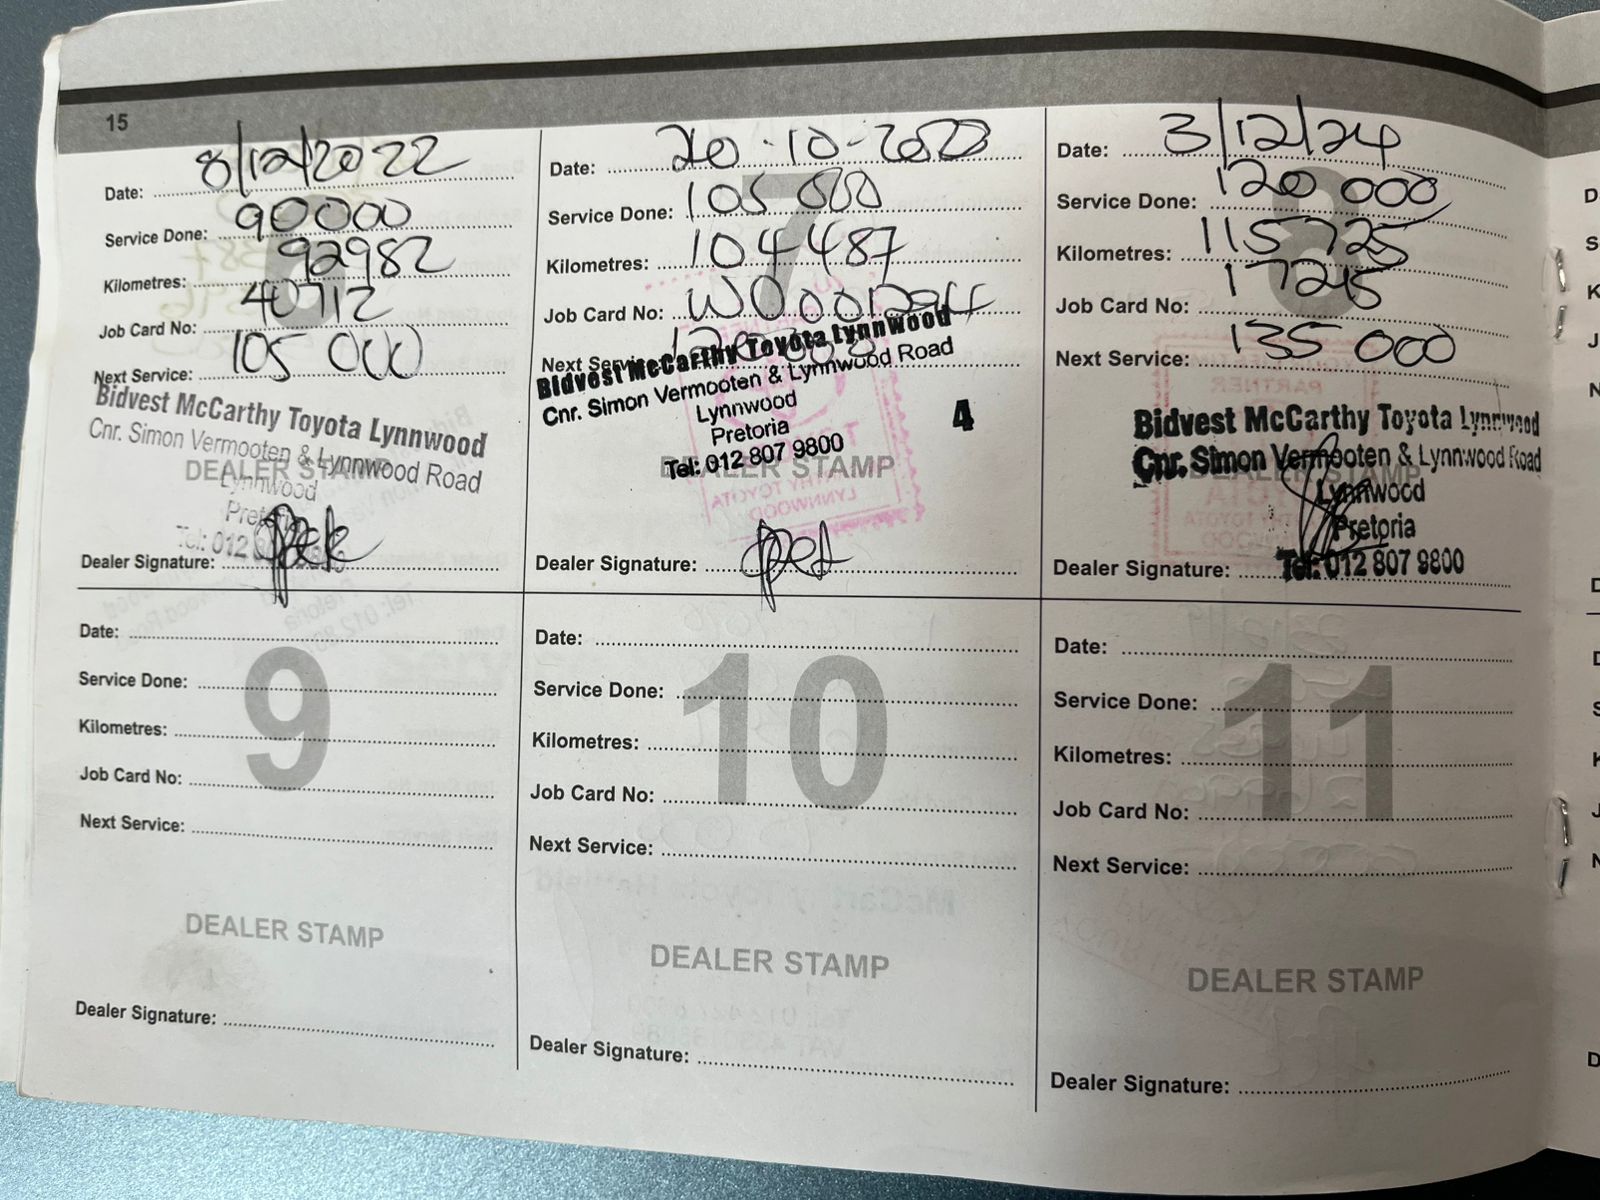 15
Date: 8/12/2022
Service Done: 90000
Kilometres: 92982
Job Card No: 40712
Next Service: 105 000
Bidvest McCarthy Toyota Lynnwood
Cnr. Simon Vermooten & Lynnwood Road
Lynnwood
Pretoria
Tel: 012
DEALER STAMP
Dealer Signature:
7
Date: 20-10-2023
Service Done: 105 000
Kilometres: 104487
Job Card No:
Next Service:
Bidvest McCarthy Toyota Lynnwood
Cnr. Simon Vermooten & Lynnwood Road
Lynnwood
Pretoria
Tel: 012 807 9800
4
DEALER STAMP
Dealer Signature:
8
Date: 3/12/24
Service Done: 120 000
Kilometres: 115725
Job Card No: 17245
Next Service: 135 000
Bidvest McCarthy Toyota Lynnwood
Cnr. Simon Vermooten & Lynnwood Road
Lynnwood
Pretoria
Tel: 012 807 9800
DEALER STAMP
Dealer Signature:
9
Date:
Service Done:
Kilometres:
Job Card No:
Next Service:
DEALER STAMP
Dealer Signature:
10
Date:
Service Done:
Kilometres:
Job Card No:
Next Service:
DEALER STAMP
Dealer Signature:
11
Date:
Service Done:
Kilometres:
Job Card No:
Next Service:
DEALER STAMP
Dealer Signature: